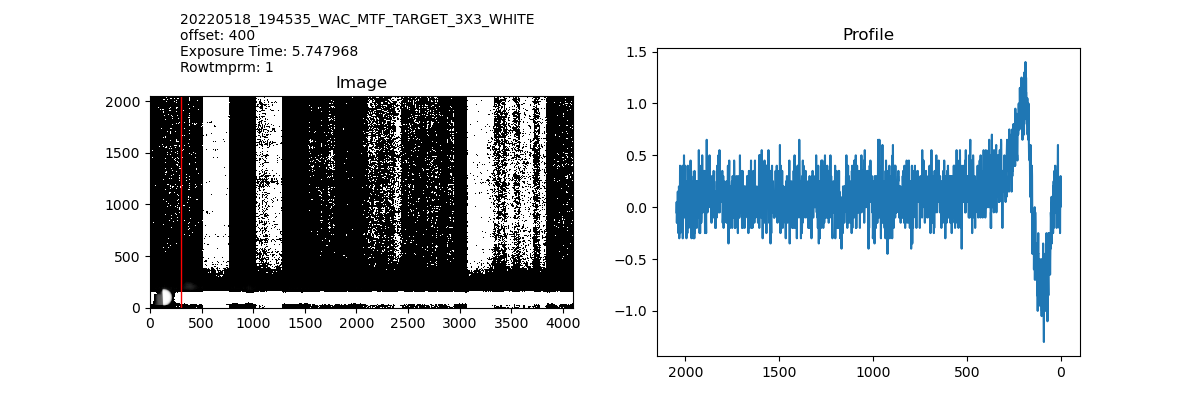 20220518_194535_WAC_MTF_TARGET_3X3_WHITE
offset: 400
Exposure Time: 5.747968
Rowtmprm: 1
Image
2000
1500
1000
500
0
0 500 1000 1500 2000 2500 3000 3500 4000
Profile
1.5
1.0
0.5
0.0
−0.5
−1.0
2000 1500 1000 500 0